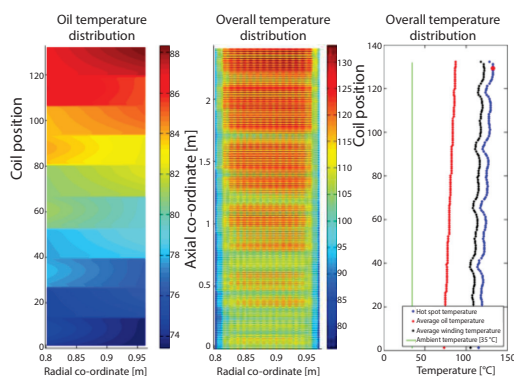 Oil temperature
distribution
Overall temperature
distribution
Overall temperature
distribution
Coil position
120
100
80
60
40
20
0
0.8 0.85 0.9 0.95
Radial co-ordinate [m]
88
86
84
82
80
78
76
74
Axial co-ordinate [m]
2
1.5
1
0.5
0
0.8 0.85 0.9 0.95
Radial co-ordinate [m]
130
125
120
115
110
105
100
95
90
85
80
Coil position
140
120
100
80
60
40
20
0
0 50 100 150
Temperature [°C]
Hot spot temperature
Average oil temperature
Average winding temperature
Ambient temperature [35 °C]